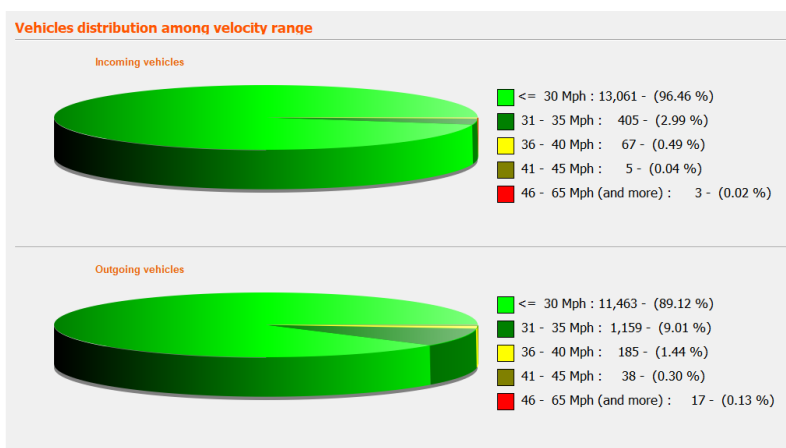 Vehicles distribution among velocity range
Incoming vehicles
<= 30 Mph : 13,061 - (96.46 %)
31 - 35 Mph : 405 - (2.99 %)
36 - 40 Mph : 67 - (0.49 %)
41 - 45 Mph : 5 - (0.04 %)
46 - 65 Mph (and more) : 3 - (0.02 %)
Outgoing vehicles
<= 30 Mph : 11,463 - (89.12 %)
31 - 35 Mph : 1,159 - (9.01 %)
36 - 40 Mph : 185 - (1.44 %)
41 - 45 Mph : 38 - (0.30 %)
46 - 65 Mph (and more) : 17 - (0.13 %)